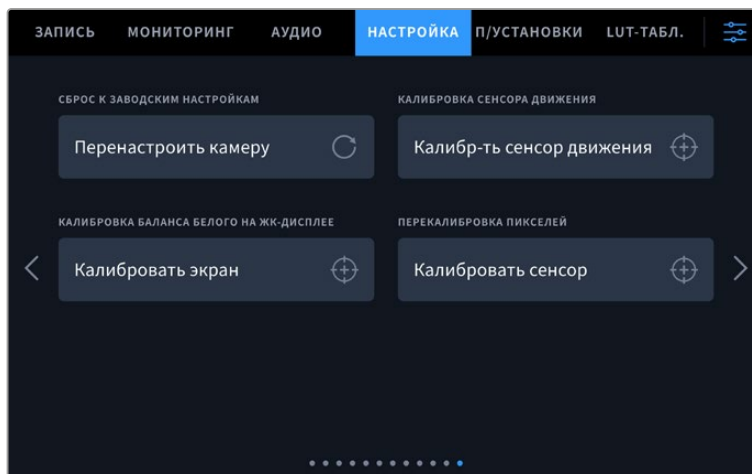 ЗАПИСЬ МОНИТОРИНГ АУДИО НАСТРОЙКА П/УСТАНОВКИ LUT-ТАБЛ.
СБРОС К ЗАВОДСКИМ НАСТРОЙКАМ КАЛИБРОВКА СЕНСОРА ДВИЖЕНИЯ
Перенастроить камеру Калибр-ть сенсор движения
КАЛИБРОВКА БАЛАНСА БЕЛОГО НА ЖК-ДИСПЛЕЕ ПЕРЕКАЛИБРОВКА ПИКСЕЛЕЙ
Калибровать экран Калибровать сенсор